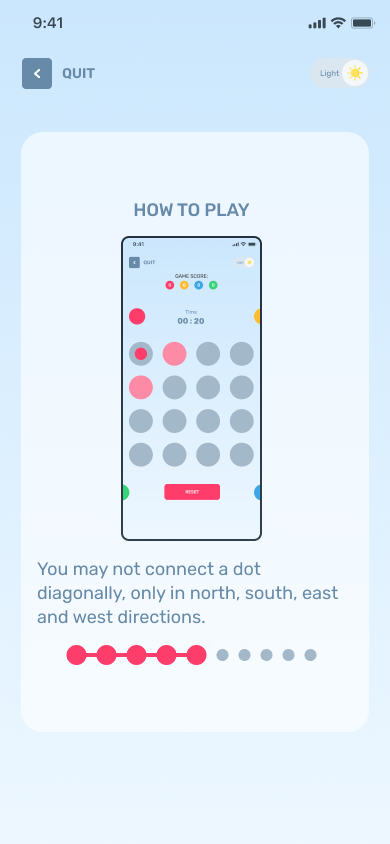 9:41
QUIT
Light
HOW TO PLAY
9:41
QUIT
GAME SCORE:
0 0 0 0
Time
00 : 20
RESET
You may not connect a dot
diagonally, only in north, south, east
and west directions.